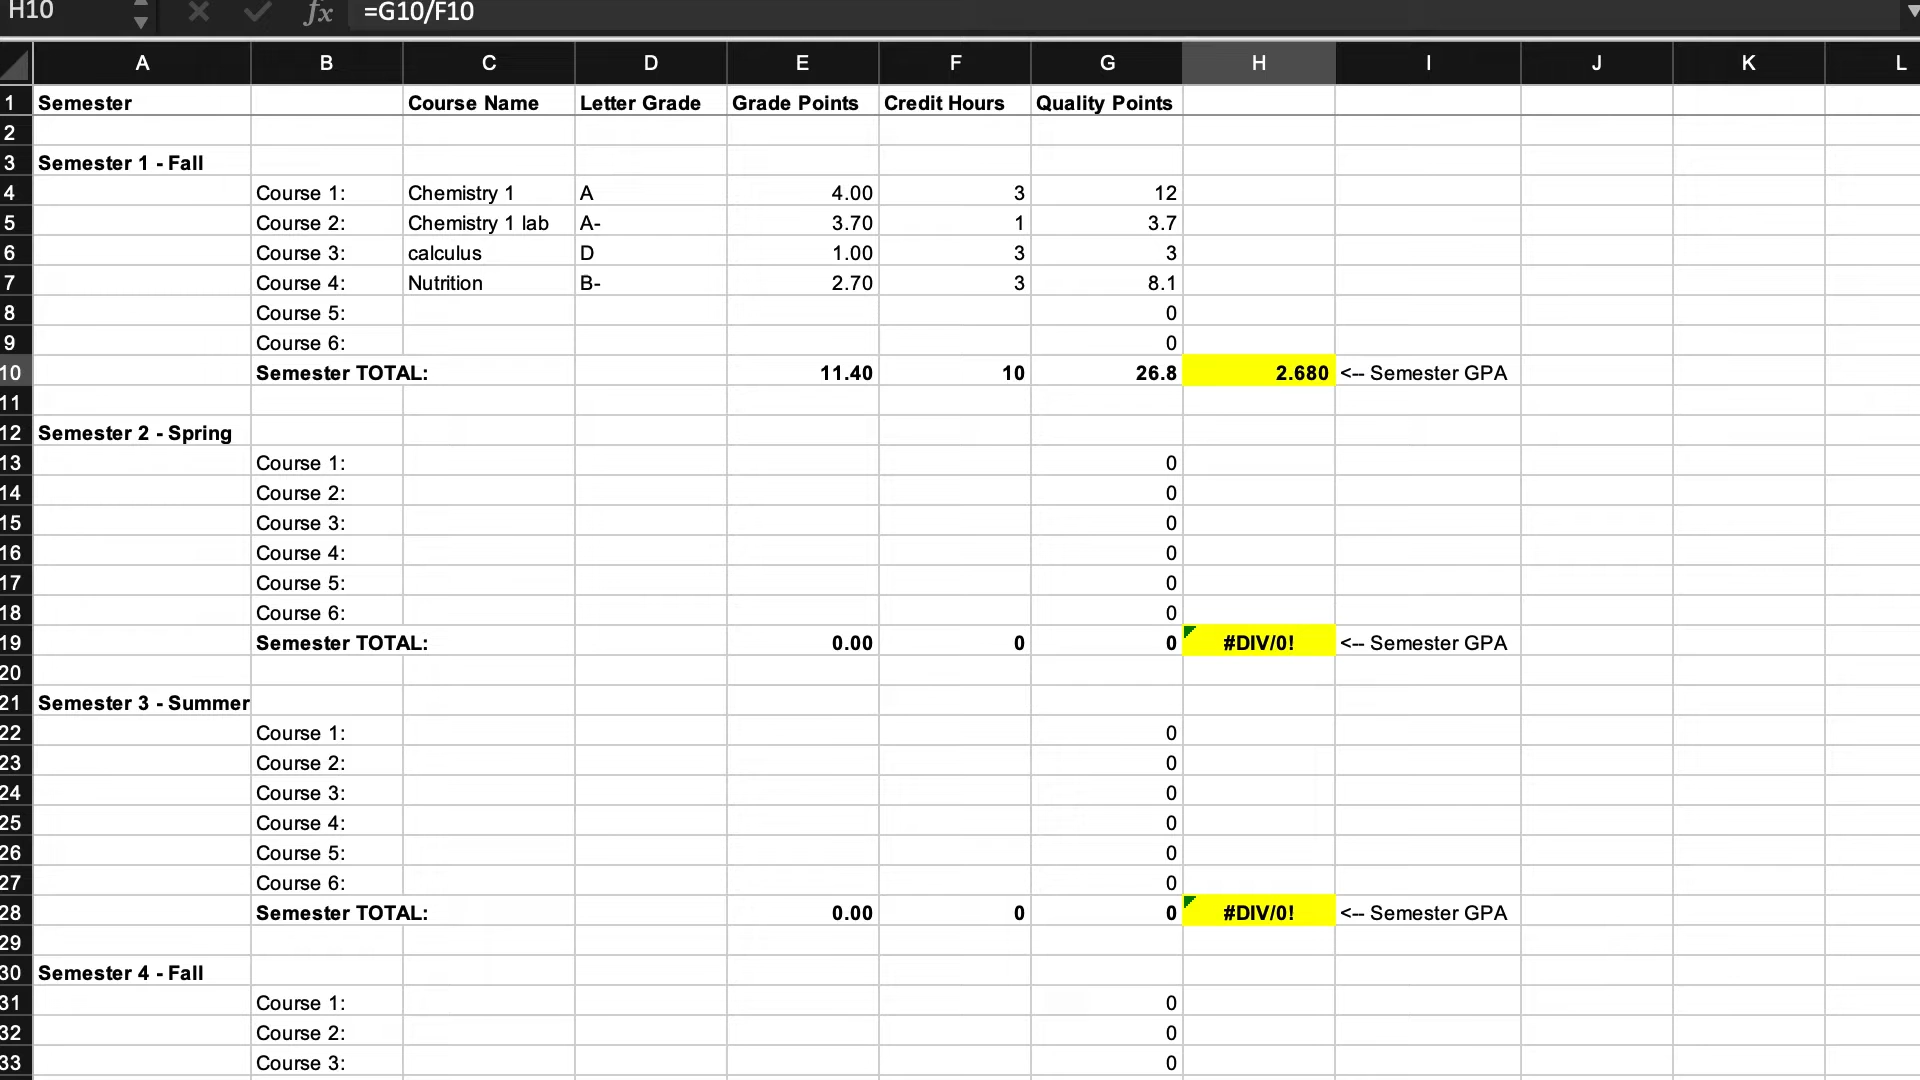 H10 fx =G10/F10
A B C D E F G H I J K L
1 Semester Course Name Letter Grade Grade Points Credit Hours Quality Points
2
3 Semester 1 - Fall
4 Course 1: Chemistry 1 A 4.00 3 12
5 Course 2: Chemistry 1 lab A- 3.70 1 3.7
6 Course 3: calculus D 1.00 3 3
7 Course 4: Nutrition B- 2.70 3 8.1
8 Course 5: 0
9 Course 6: 0
10 Semester TOTAL: 11.40 10 26.8 2.680 <-- Semester GPA
11
12 Semester 2 - Spring
13 Course 1: 0
14 Course 2: 0
15 Course 3: 0
16 Course 4: 0
17 Course 5: 0
18 Course 6: 0
19 Semester TOTAL: 0.00 0 0 #DIV/0! <-- Semester GPA
20
21 Semester 3 - Summer
22 Course 1: 0
23 Course 2: 0
24 Course 3: 0
25 Course 4: 0
26 Course 5: 0
27 Course 6: 0
28 Semester TOTAL: 0.00 0 0 #DIV/0! <-- Semester GPA
29
30 Semester 4 - Fall
31 Course 1: 0
32 Course 2: 0
33 Course 3: 0